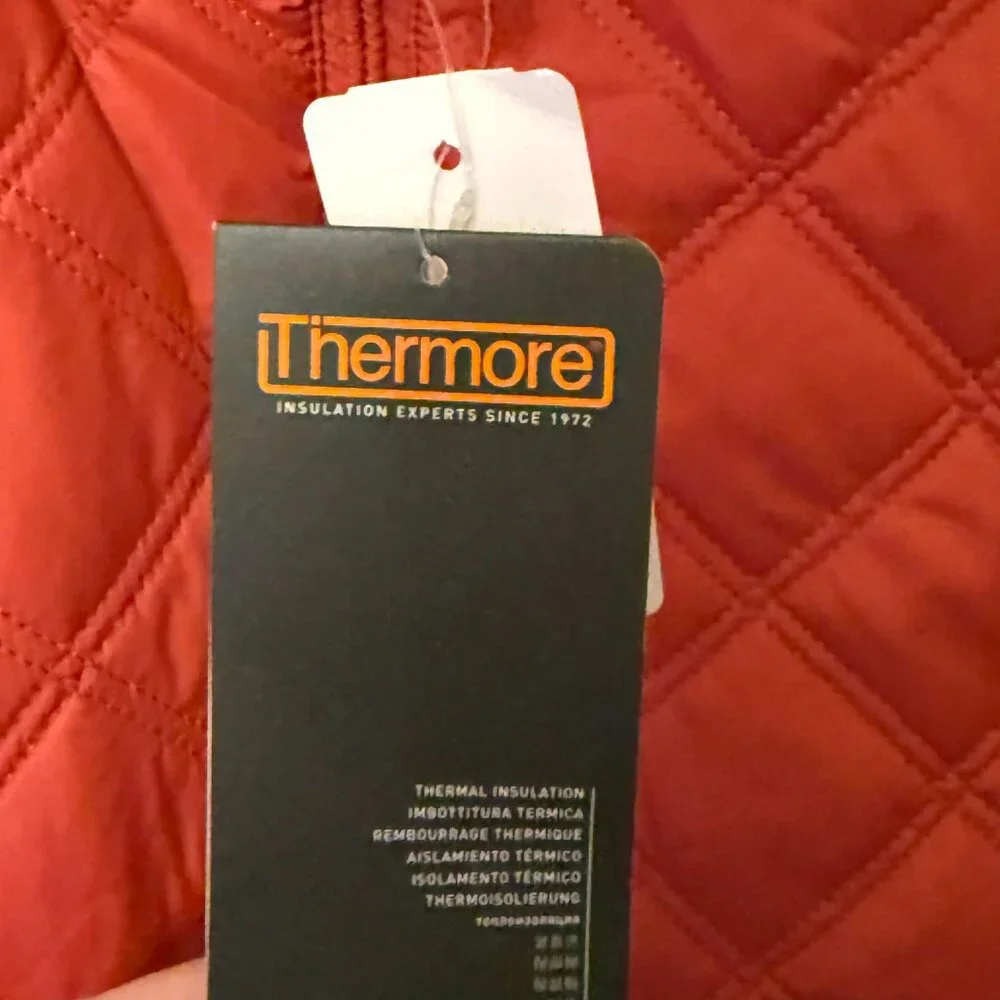 Thermore
INSULATION EXPERTS SINCE 1972
THERMAL INSULATION
IMBOTTITURA TERMICA
REMBOURRAGE THERMIQUE
AISLAMIENTO TÉRMICO
ISOLAMENTO TÉRMICO
THERMOISOLIERUNG